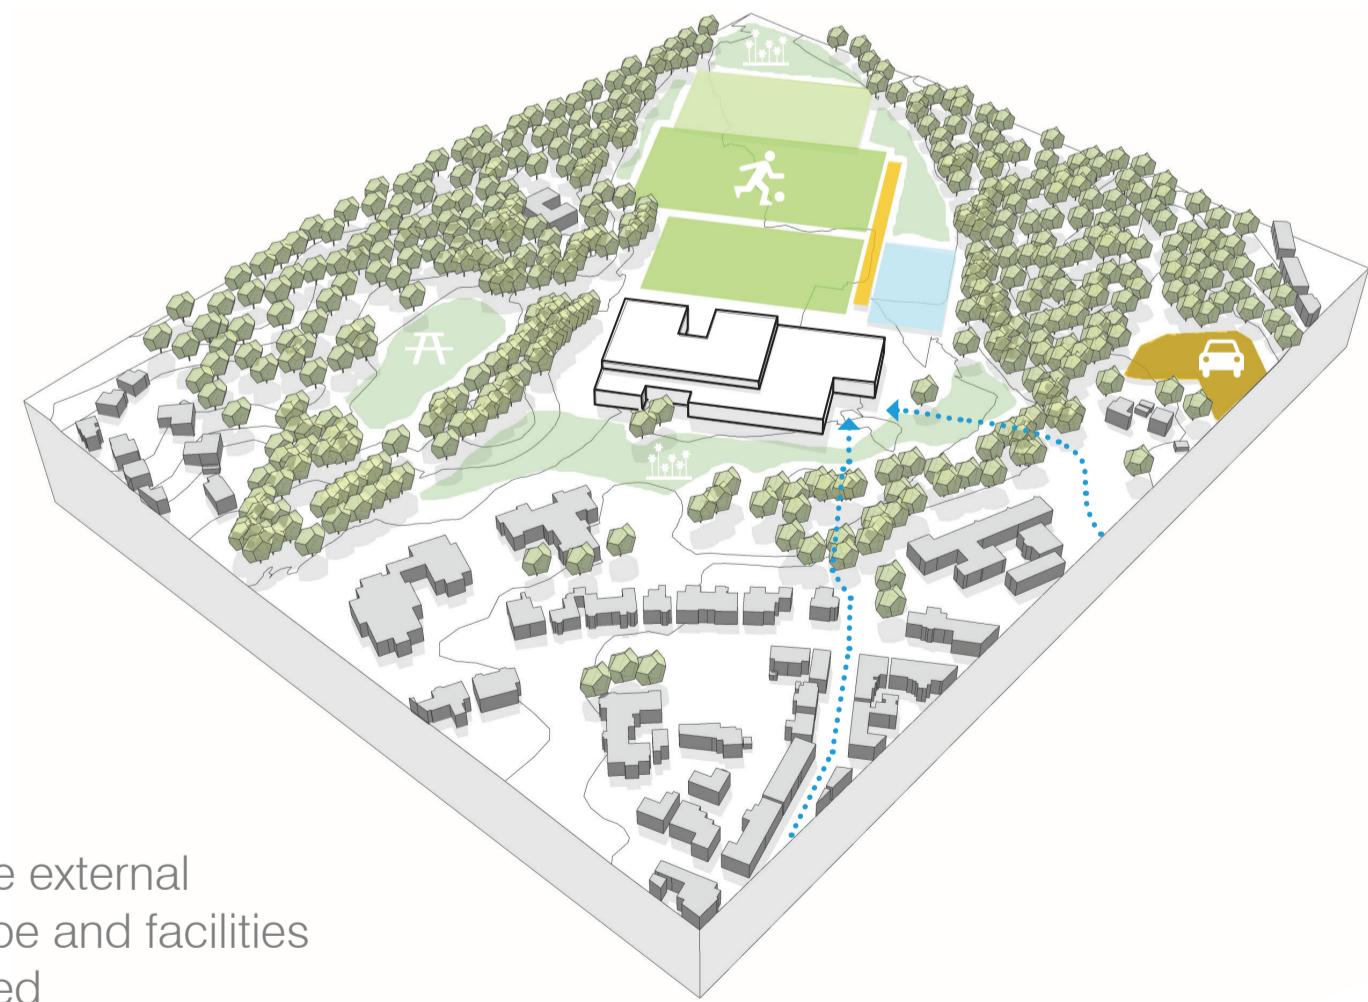 e external
pe and facilities
ed